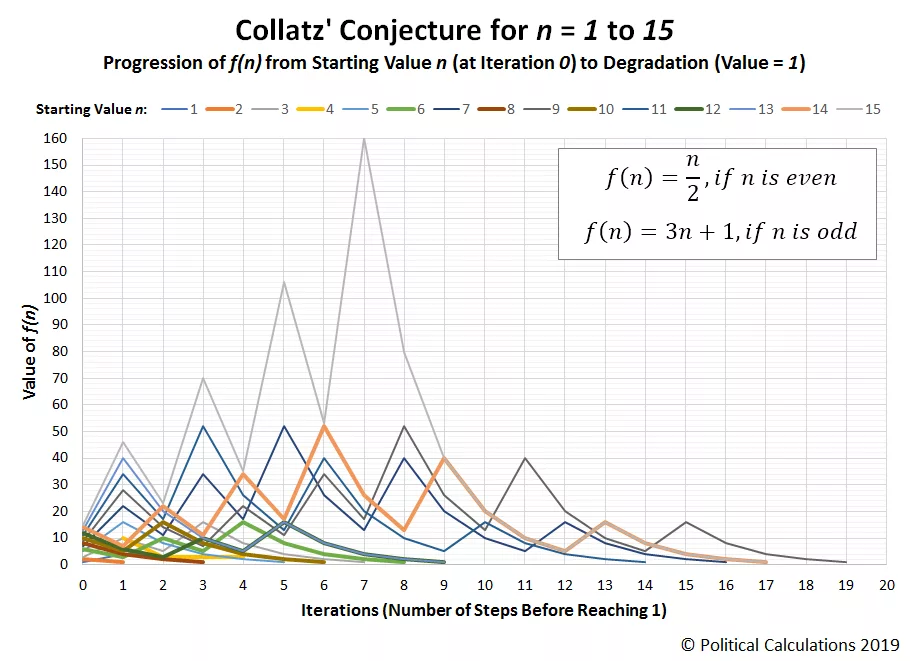 Collatz' Conjecture for n = 1 to 15
Progression of f(n) from Starting Value n (at Iteration 0) to Degradation (Value = 1)
Starting Value n: 1 2 3 4 5 6 7 8 9 10 11 12 13 14 15
160
150
140
130
120
110
100
90
80
70
60
50
40
30
20
10
0
Value of f(n)
f(n) = n/2, if n is even
f(n) = 3n + 1, if n is odd
0 1 2 3 4 5 6 7 8 9 10 11 12 13 14 15 16 17 18 19 20
Iterations (Number of Steps Before Reaching 1)
© Political Calculations 2019